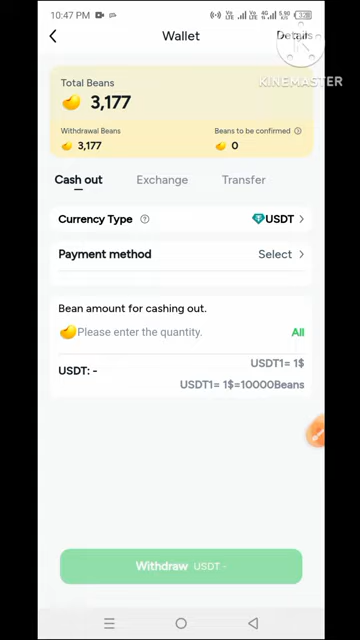 10:47 PM
Wallet
Details
KINEMASTER
Total Beans
3,177
Withdrawal Beans
Beans to be confirmed
3,177
0
Cash out
Exchange
Transfer
Currency Type
USDT
Payment method
Select
Bean amount for cashing out.
Please enter the quantity.
All
USDT: -
USDT1= 1$
USDT1= 1$=10000Beans
Withdraw USDT -